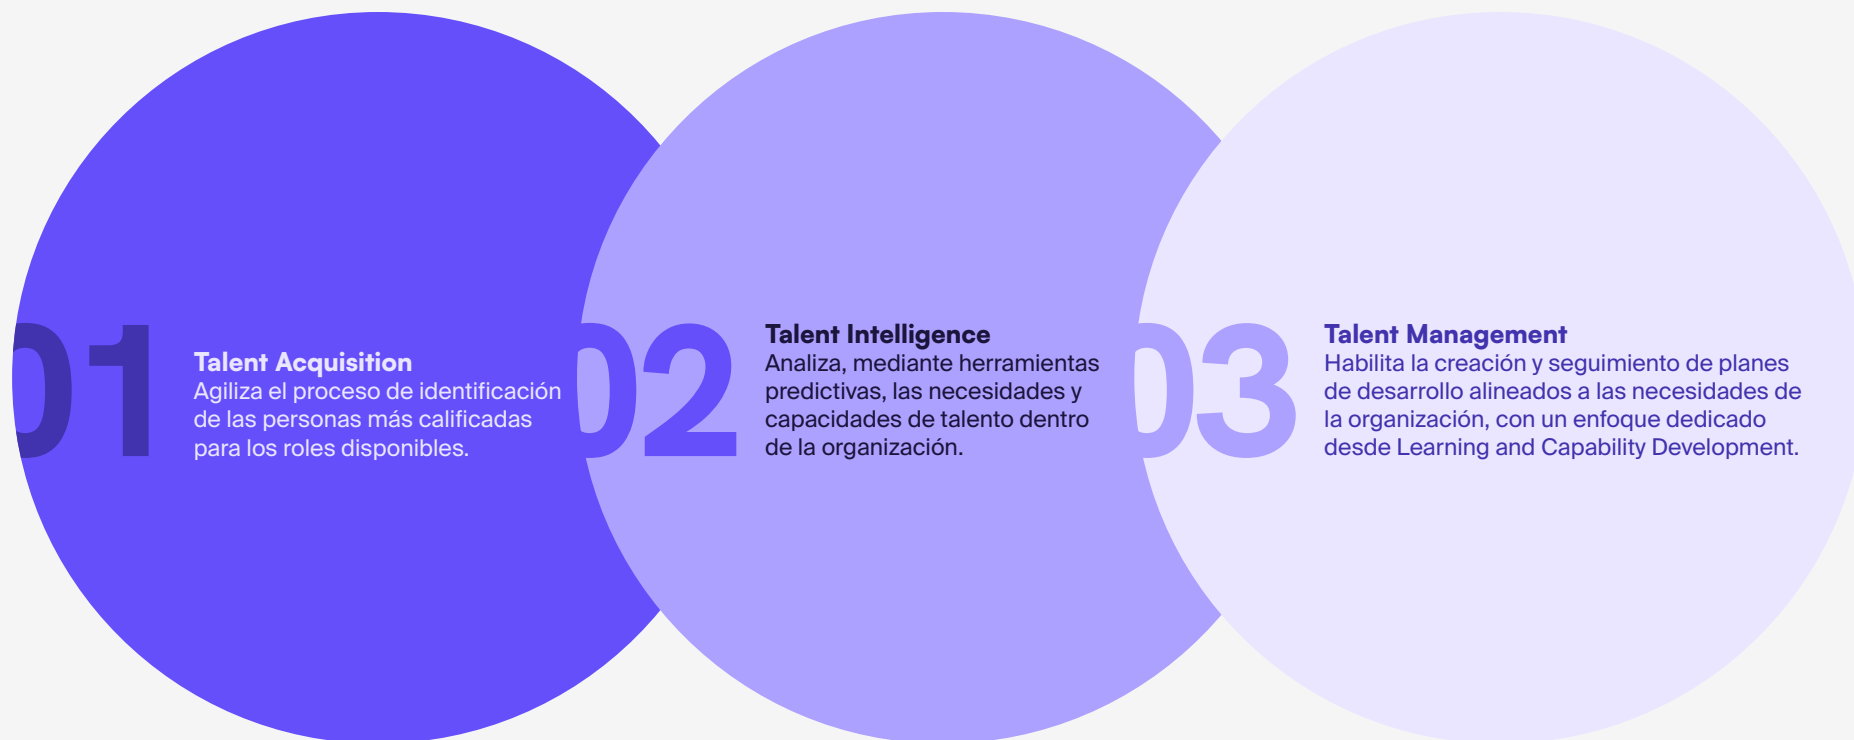 01
Talent Acquisition
Agiliza el proceso de identificación
de las personas más calificadas
para los roles disponibles.
02
Talent Intelligence
Analiza, mediante herramientas
predictivas, las necesidades y
capacidades de talento dentro
de la organización.
03
Talent Management
Habilita la creación y seguimiento de planes
de desarrollo alineados a las necesidades de
la organización, con un enfoque dedicado
desde Learning and Capability Development.